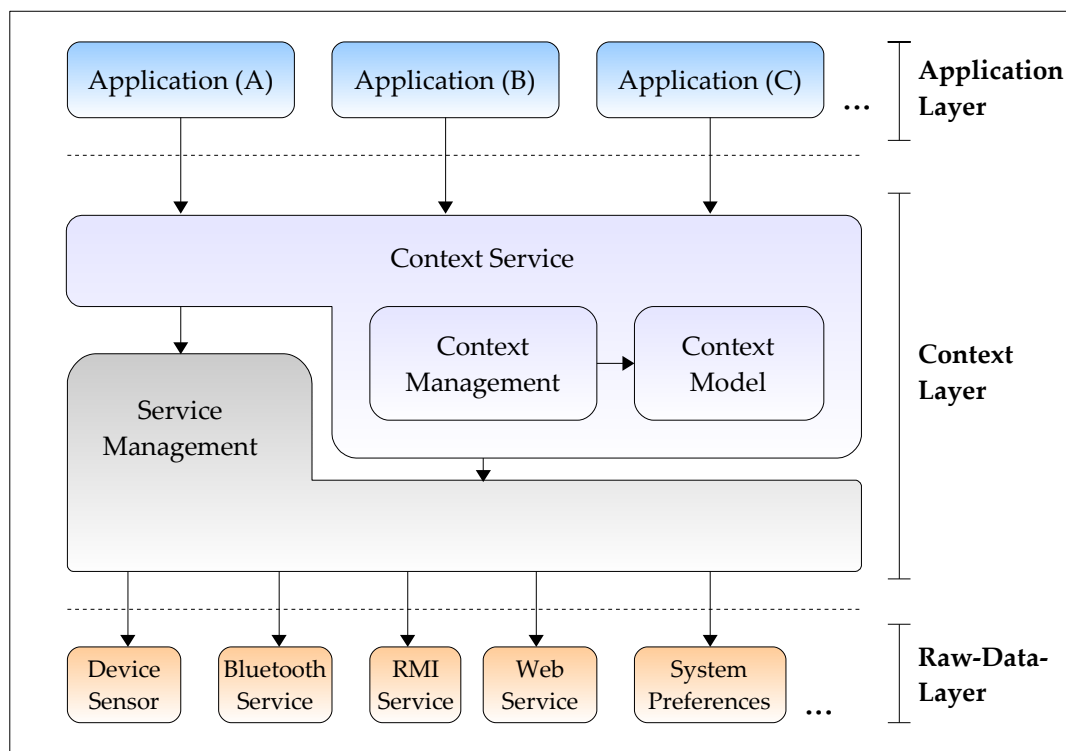 Application (A)
Application (B)
Application (C)
...
Application
Layer
Context Service
Context
Management
Context
Model
Service
Management
Context
Layer
Device
Sensor
Bluetooth
Service
RMI
Service
Web
Service
System
Preferences
...
Raw-Data-
Layer